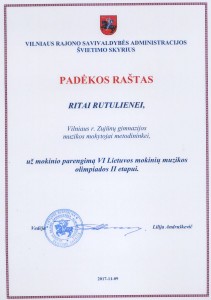 VILNIAUS RAJONO SAVIVALDYBĖS ADMINISTRACIJOS
ŠVIETIMO SKYRIUS
PADĖKOS RAŠTAS
RITAI RUTULIENEI,
Vilniaus r. Zujūnų gimnazijos
muzikos mokytojai metodininkei,
už mokinio parengimą VI Lietuvos mokinių muzikos
olimpiados II etapui.
Vedėja
Lilija Andruškevič
2017-11-09